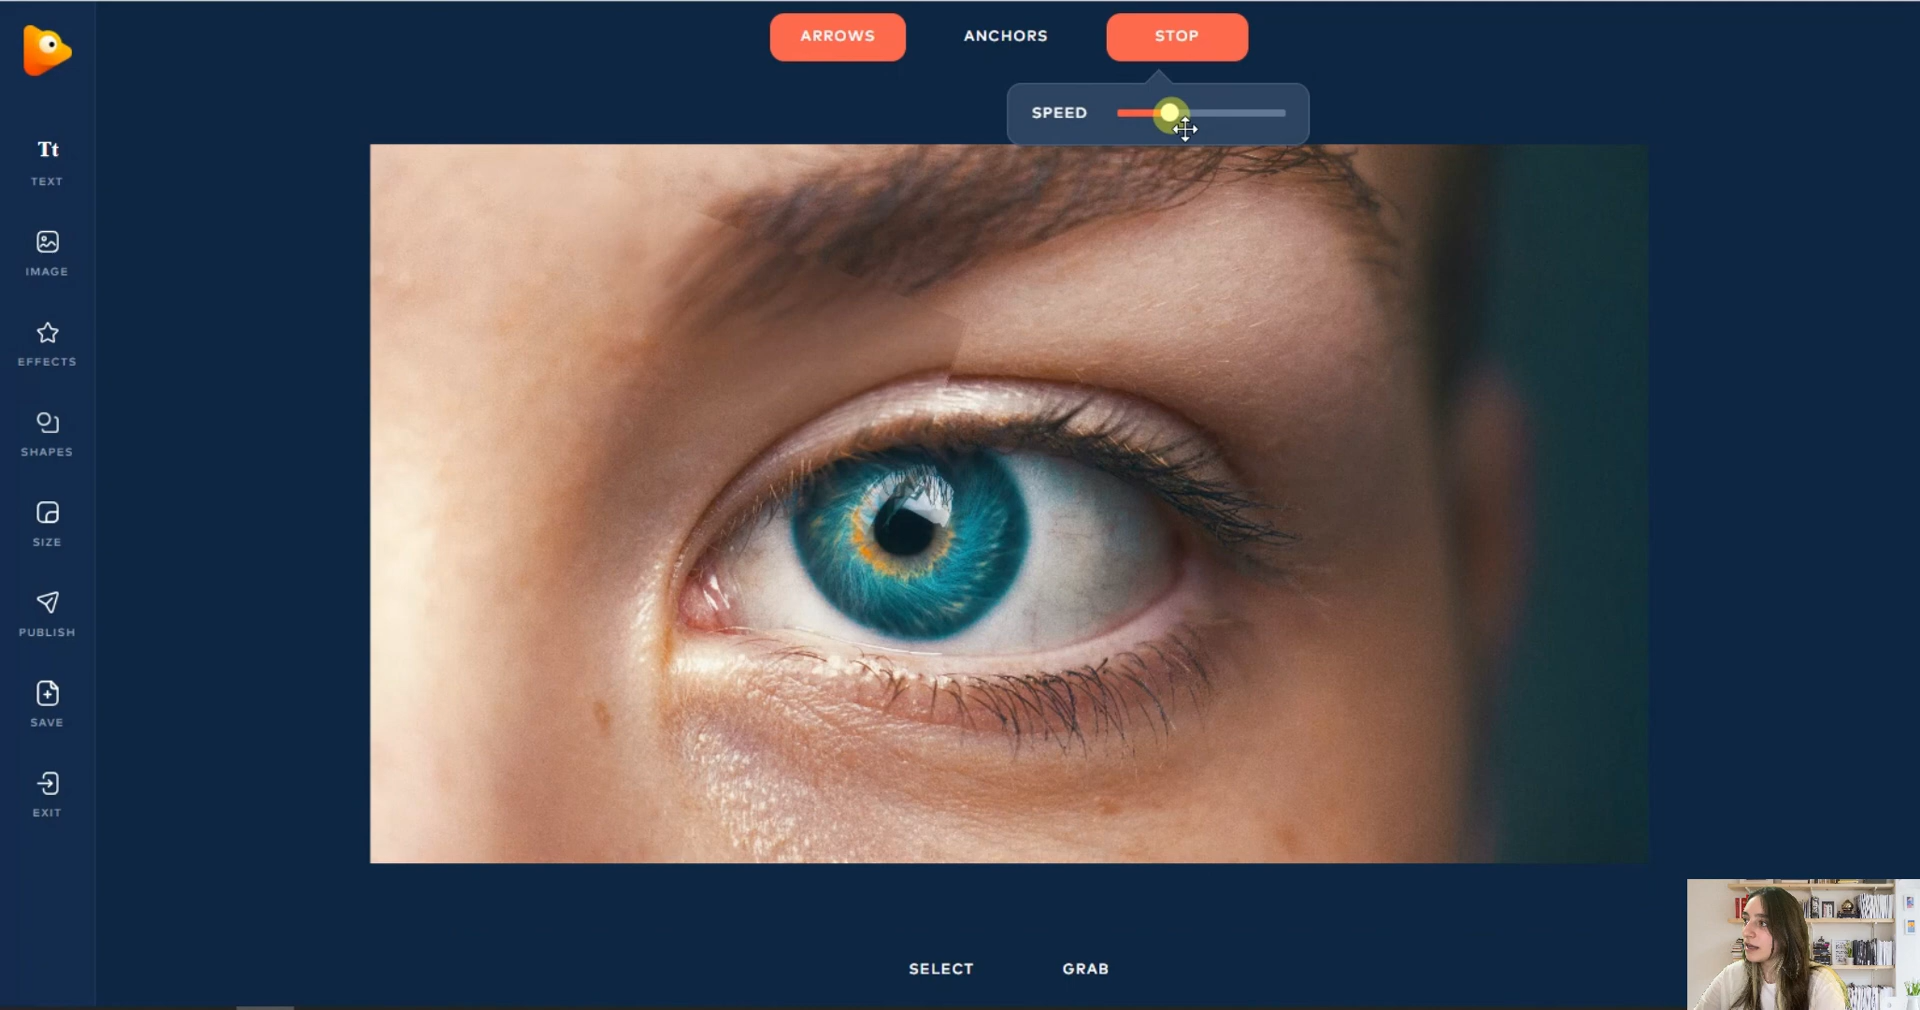 ARROWS ANCHORS STOP
SPEED
Tt
TEXT
IMAGE
EFFECTS
SHAPES
SIZE
PUBLISH
SAVE
EXIT
SELECT GRAB